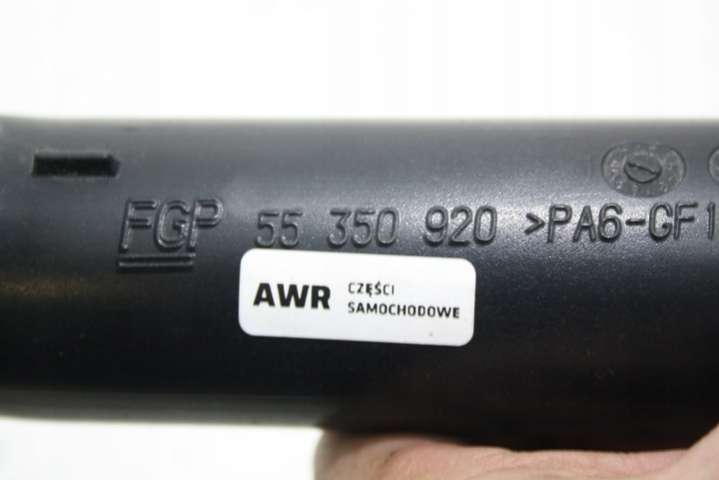 FGP 55 350 920 >PA6-GF1
AWR CZĘŚCI
SAMOCHODOWE